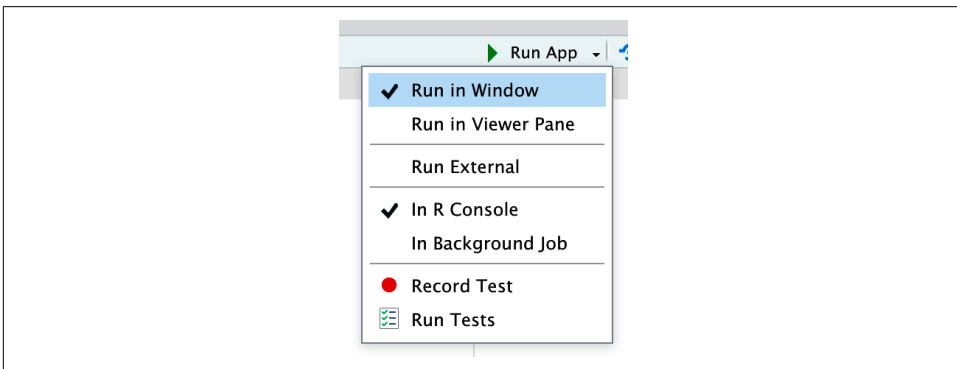 Run App
Run in Window
Run in Viewer Pane
Run External
In R Console
In Background Job
Record Test
Run Tests